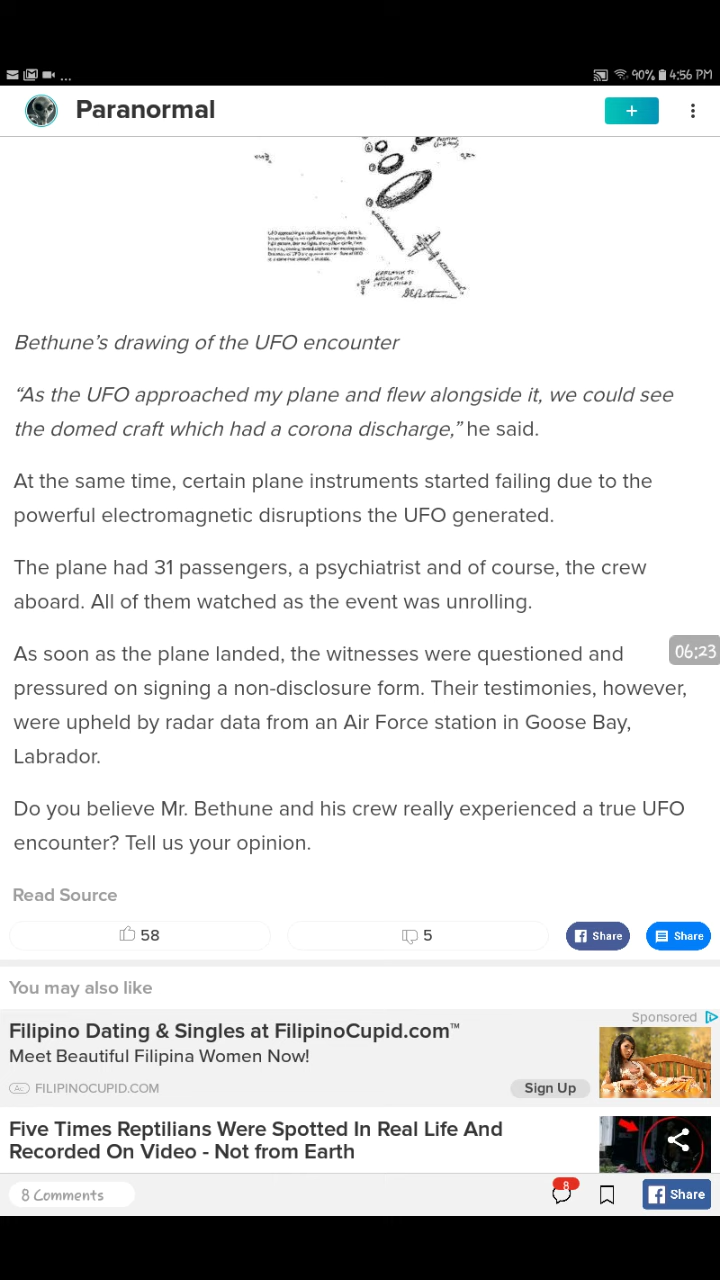 90% 4:56 PM
Paranormal
Bethune's drawing of the UFO encounter
“As the UFO approached my plane and flew alongside it, we could see
the domed craft which had a corona discharge,” he said.
At the same time, certain plane instruments started failing due to the
powerful electromagnetic disruptions the UFO generated.
The plane had 31 passengers, a psychiatrist and of course, the crew
aboard. All of them watched as the event was unrolling.
As soon as the plane landed, the witnesses were questioned and
06:23
pressured on signing a non-disclosure form. Their testimonies, however,
were upheld by radar data from an Air Force station in Goose Bay,
Labrador.
Do you believe Mr. Bethune and his crew really experienced a true UFO
encounter? Tell us your opinion.
Read Source
58
5
Share
Share
You may also like
Sponsored
Filipino Dating & Singles at FilipinoCupid.com™
Meet Beautiful Filipina Women Now!
Ad FILIPINOCUPID.COM
Sign Up
Five Times Reptilians Were Spotted In Real Life And
Recorded On Video - Not from Earth
8 Comments
8
Share